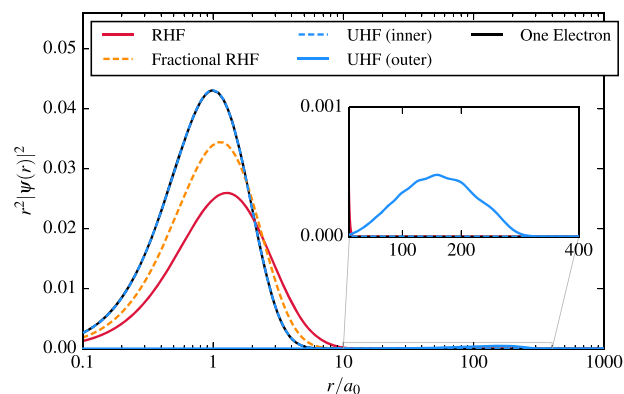 RHF
Fractional RHF
UHF (inner)
UHF (outer)
One Electron
0.05
0.04
0.03
0.02
0.01
0.00
r²|ψ(r)|²
0.001
0.000
100
200
400
0.1
1
10
100
1000
r/a₀